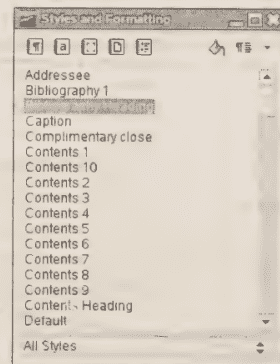 Styles and Formatting
Addressee
Bibliography 1
Caption
Complimentary close
Contents 1
Contents 10
Contents 2
Contents 3
Contents 4
Contents 5
Contents 6
Contents 7
Contents 8
Contents 9
Contents Heading
Default
All Styles